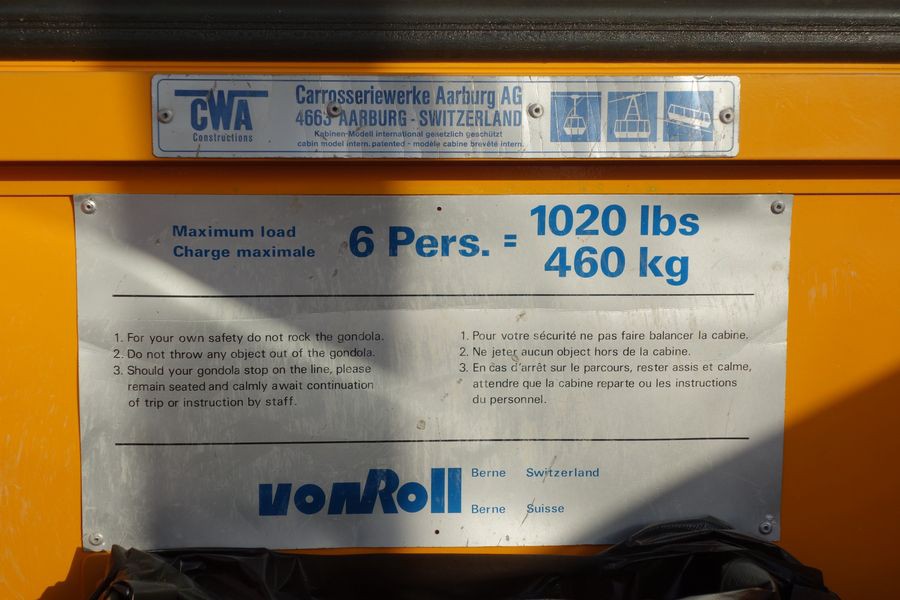 CWA
Constructions
Carrosseriewerke Aarburg AG
4663 AARBURG - SWITZERLAND
Kabinen-Modell international gesetzlich geschützt
cabin model intern. patented - modèle cabine brevété intern.
Maximum load
Charge maximale
6 Pers. = 1020 lbs
460 kg
1. For your own safety do not rock the gondola.
2. Do not throw any object out of the gondola.
3. Should your gondola stop on the line, please
remain seated and calmly await continuation
of trip or instruction by staff.
1. Pour votre sécurité ne pas faire balancer la cabine.
2. Ne jeter aucun object hors de la cabine.
3. En cas d'arrêt sur le parcours, rester assis et calme,
attendre que la cabine reparte ou les instructions
du personnel.
vonRoll
Berne Switzerland
Berne Suisse